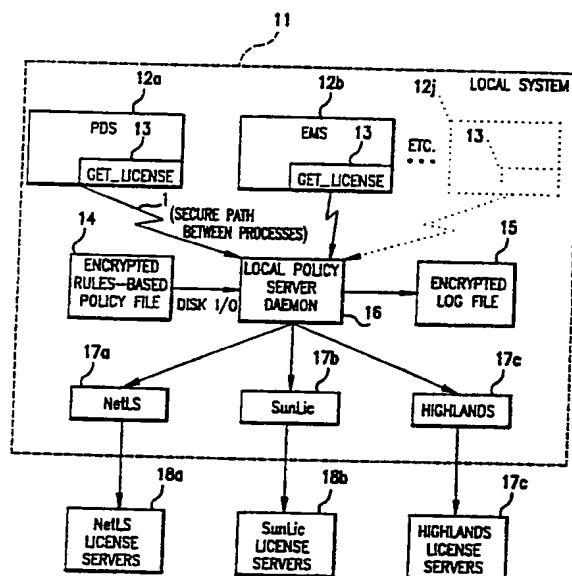 11
12a
12b
12j
LOCAL SYSTEM
PDS
13
GET_LICENSE
EMS
13
GET_LICENSE
ETC.
13
1
(SECURE PATH
BETWEEN PROCESSES)
14
ENCRYPTED
RULES-BASED
POLICY FILE
DISK I/O
LOCAL POLICY
SERVER
DAEMON
16
15
ENCRYPTED
LOG FILE
17a
NetLS
17b
SunLic
17c
HIGHLANDS
18a
NetLS
LICENSE
SERVERS
18b
SunLic
LICENSE
SERVERS
17c
HIGHLANDS
LICENSE
SERVERS